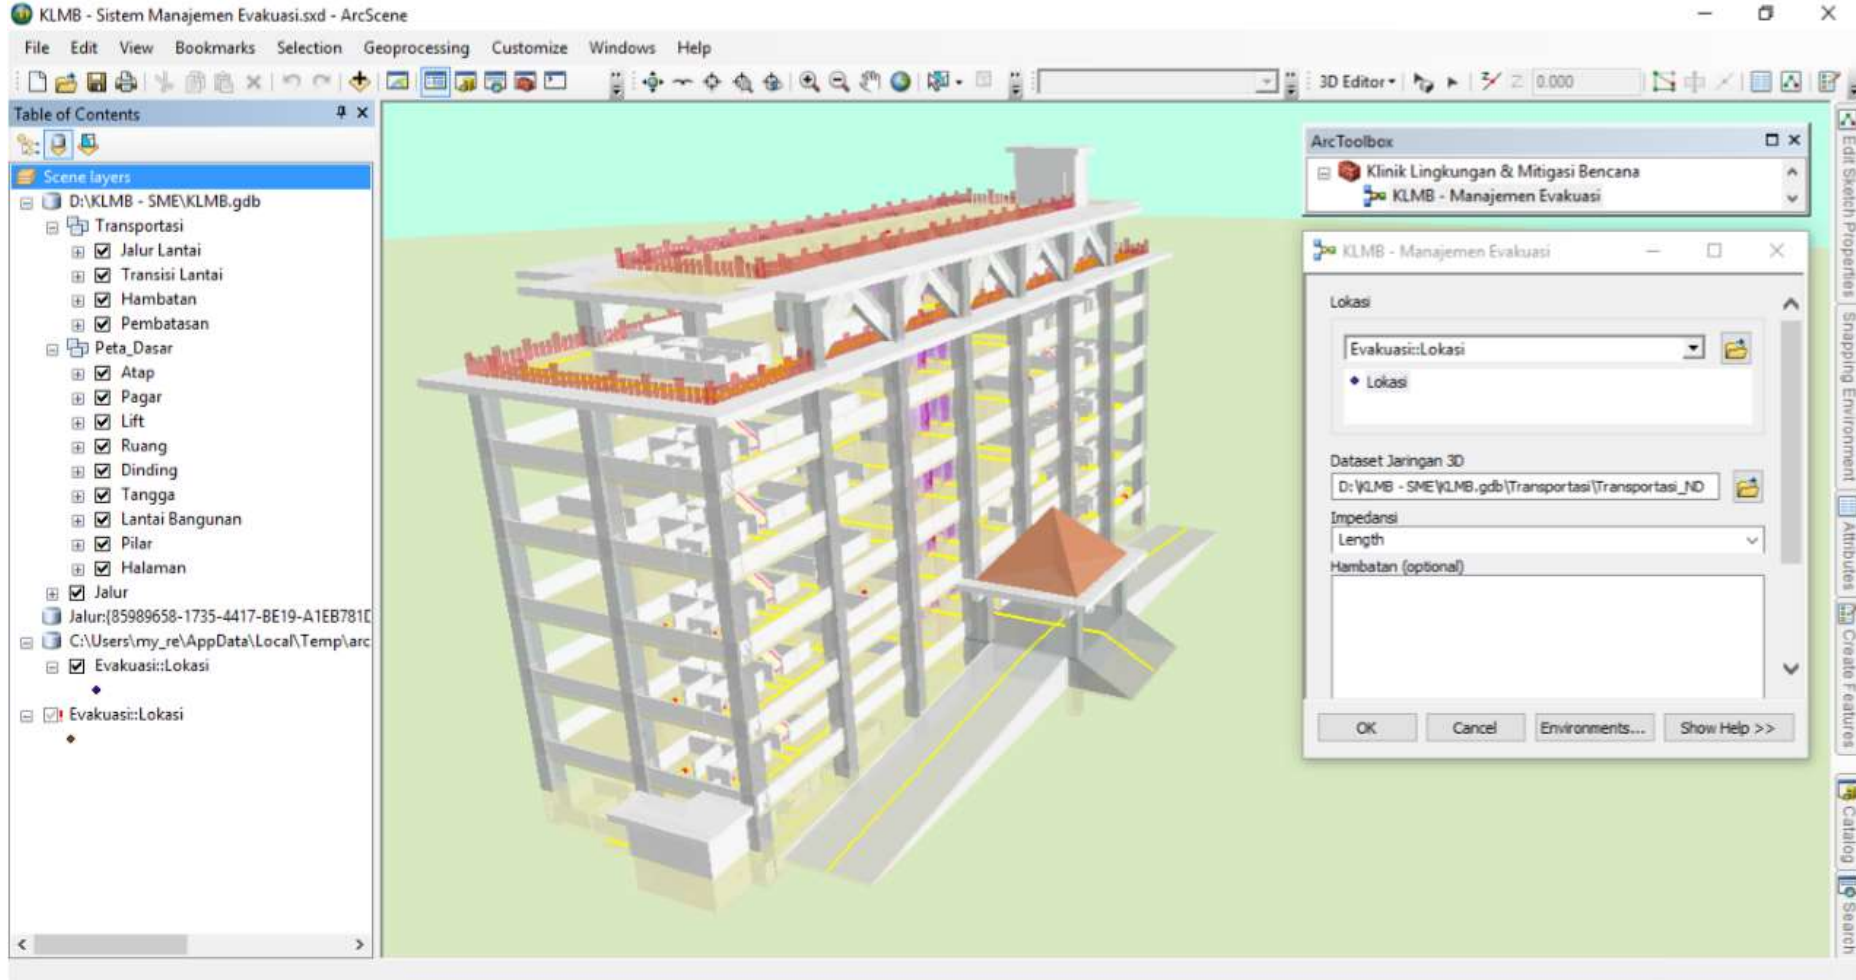 KLMB - Sistem Manajemen Evakuasi.sxd - ArcScene
File Edit View Bookmarks Selection Geoprocessing Customize Windows Help
3D Editor
0.000
Table of Contents
Scene layers
D:\KLMB - SME\KLMB.gdb
Transportasi
Jalur Lantai
Transisi Lantai
Hambatan
Pembatasan
Peta_Dasar
Atap
Pagar
Lift
Ruang
Dinding
Tangga
Lantai Bangunan
Pilar
Halaman
Jalur
Jalur:{85989658-1735-4417-BE19-A1EB781D
C:\Users\my_re\AppData\Local\Temp\arc
Evakuasi::Lokasi
Evakuasi::Lokasi
ArcToolbox
Klinik Lingkungan & Mitigasi Bencana
KLMB - Manajemen Evakuasi
KLMB - Manajemen Evakuasi
Lokasi
Evakuasi::Lokasi
Lokasi
Dataset Jaringan 3D
D:\KLMB - SME\KLMB.gdb\Transportasi\Transportasi_ND
Impedansi
Length
Hambatan (optional)
OK Cancel Environments... Show Help >>
Edit Sketch Properties
Snapping Environment
Attributes
Create Features
Catalog
Search